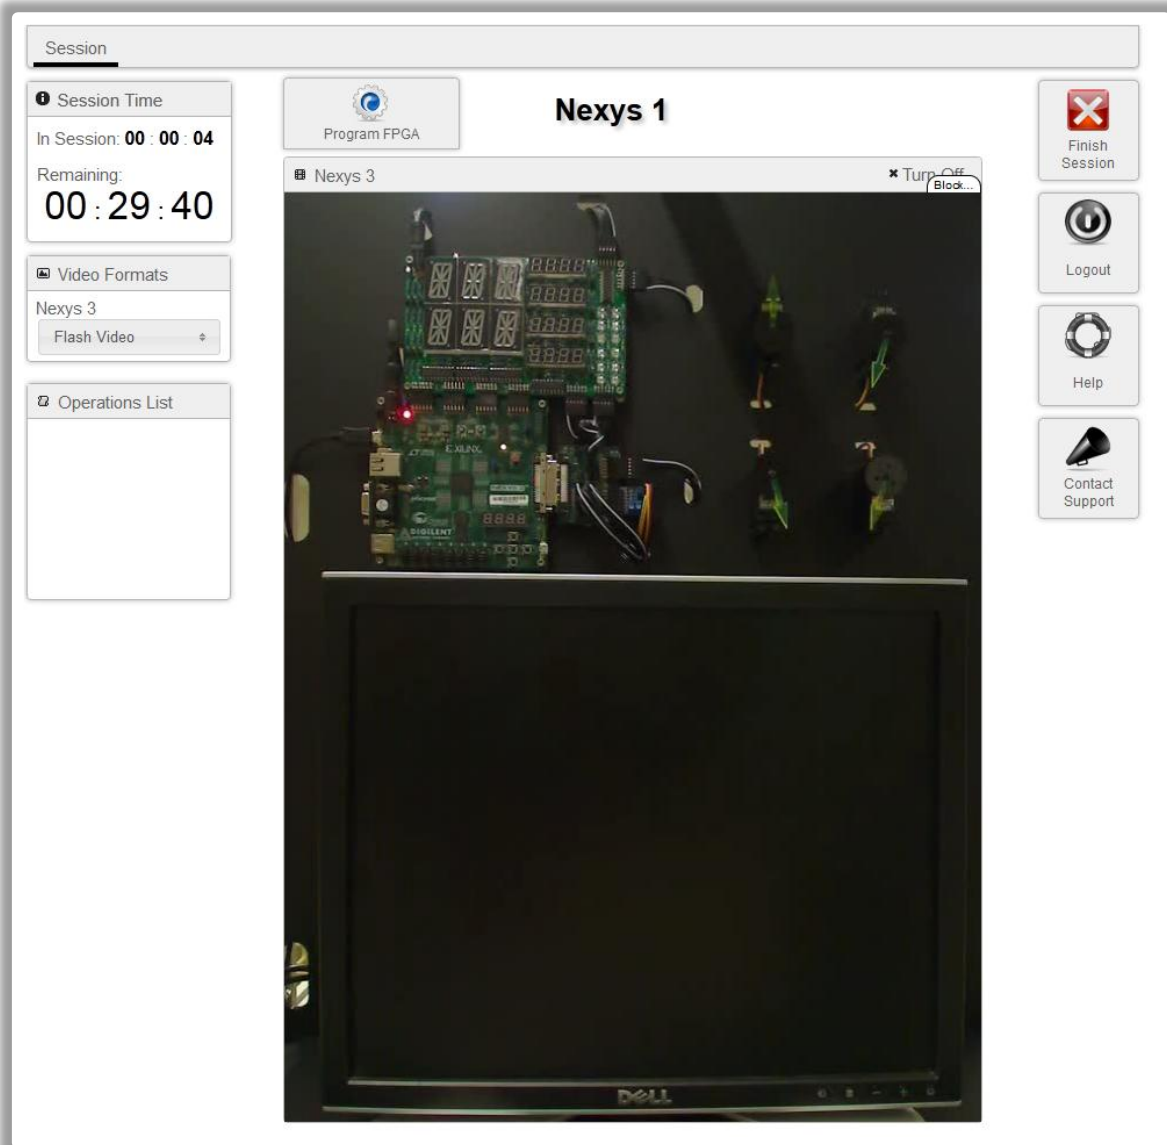 Session
Session Time
In Session: 00 : 00 : 04
Remaining:
00 : 29 : 40
Video Formats
Nexys 3
Flash Video
Operations List
Program FPGA
Nexys 1
Nexys 3
Turn Off
Block...
XILINX
DIGILENT
DELL
Finish
Session
Logout
Help
Contact
Support